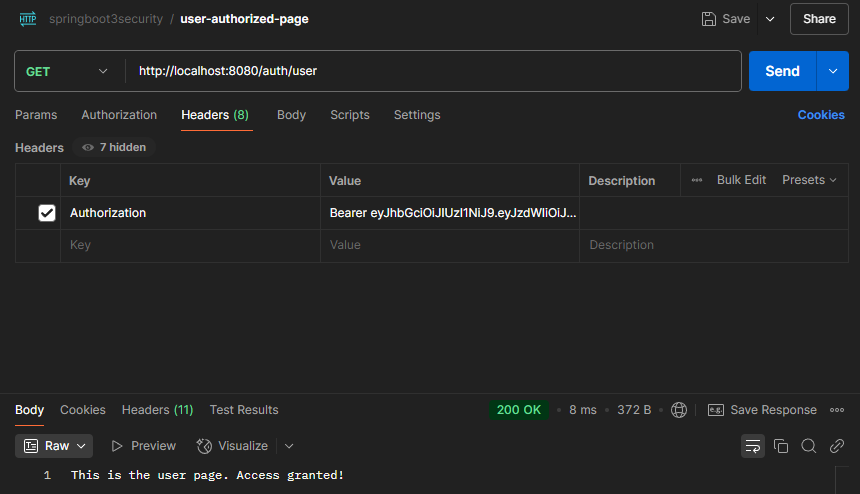 HTTP springboot3security / user-authorized-page Save Share
GET http://localhost:8080/auth/user Send
Params Authorization Headers (8) Body Scripts Settings Cookies
Headers 7 hidden
Key Value Description Bulk Edit Presets
Authorization Bearer eyJhbGciOiJIUzI1NiJ9.eyJzdWIiOiJ...
Key Value Description
Body Cookies Headers (11) Test Results 200 OK • 8 ms • 372 B e.g. Save Response
Raw Preview Visualize
1 This is the user page. Access granted!